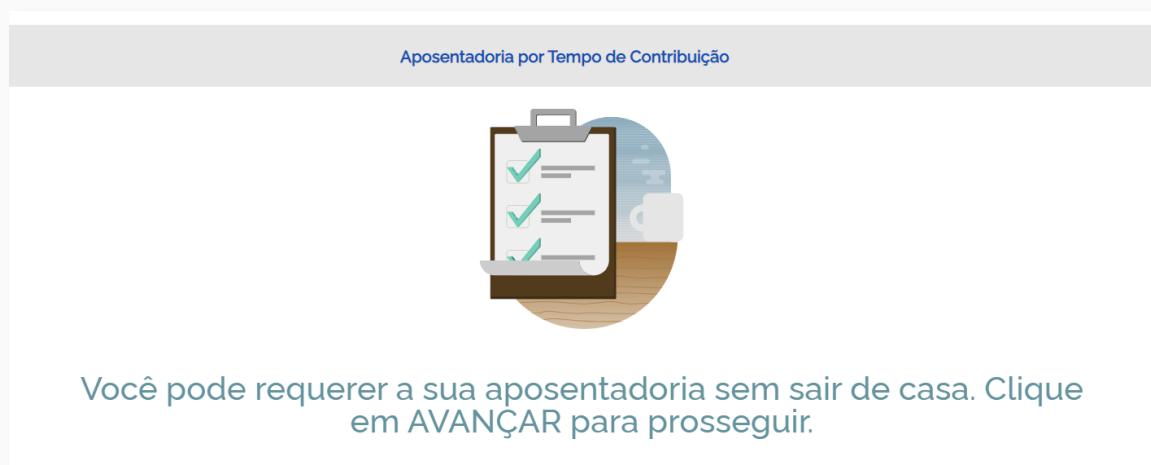 Aposentadoria por Tempo de Contribuição
Você pode requerer a sua aposentadoria sem sair de casa. Clique
em AVANÇAR para prosseguir.